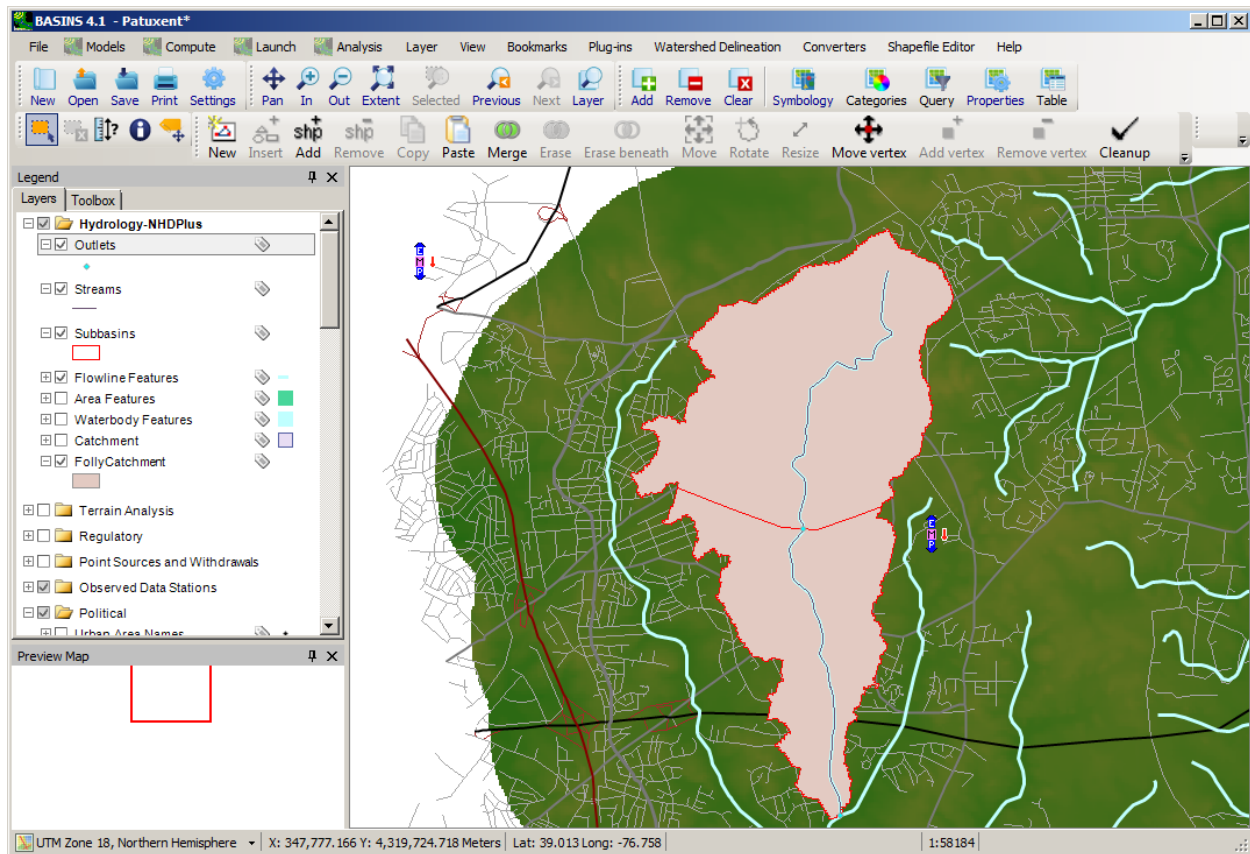 BASINS 4.1 - Patuxent*
File Models Compute Launch Analysis Layer View Bookmarks Plug-ins Watershed Delineation Converters Shapefile Editor Help
New Open Save Print Settings Pan In Out Extent Selected Previous Next Layer Add Remove Clear Symbology Categories Query Properties Table
shp shp
New Insert Add Remove Copy Paste Merge Erase Erase beneath Move Rotate Resize Move vertex Add vertex Remove vertex Cleanup
Legend
Layers Toolbox
Hydrology-NHDPlus
Outlets
Streams
Subbasins
Flowline Features
Area Features
Waterbody Features
Catchment
FollyCatchment
Terrain Analysis
Regulatory
Point Sources and Withdrawals
Observed Data Stations
Political
Urban Area Names
Preview Map
E
M
P
E
M
P
UTM Zone 18, Northern Hemisphere X: 347,777.166 Y: 4,319,724.718 Meters Lat: 39.013 Long: -76.758 1:58184